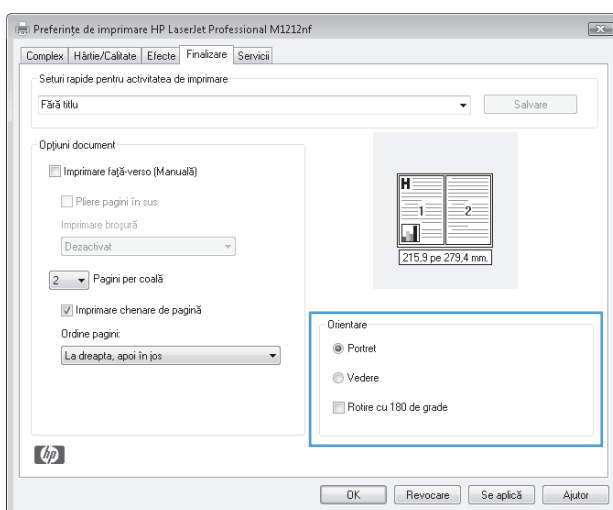 Preferințe de imprimare HP LaserJet Professional M1212nf
Complex Hârtie/Calitate Efecte Finalizare Servicii
Seturi rapide pentru activitatea de imprimare
Fără titlu
Salvare
Opțiuni document
Imprimare față-verso (Manuală)
Pliere pagini în sus
Imprimare broșură
Dezactivat
2 Pagini per coală
Imprimare chenare de pagină
Ordine pagini:
La dreapta, apoi în jos
H
1 2
215,9 pe 279,4 mm.
Orientare
Portret
Vedere
Rotire cu 180 de grade
hp
OK Revocare Se aplică Ajutor